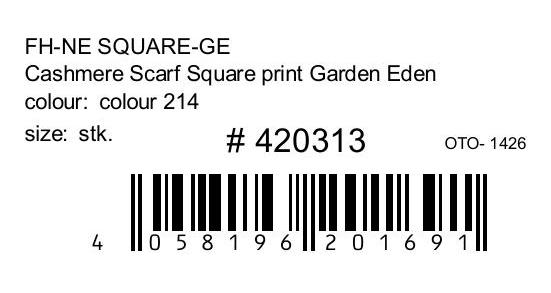 FH-NE SQUARE-GE
Cashmere Scarf Square print Garden Eden
colour: colour 214
size: stk.
# 420313
OTO- 1426
4 058196 201691